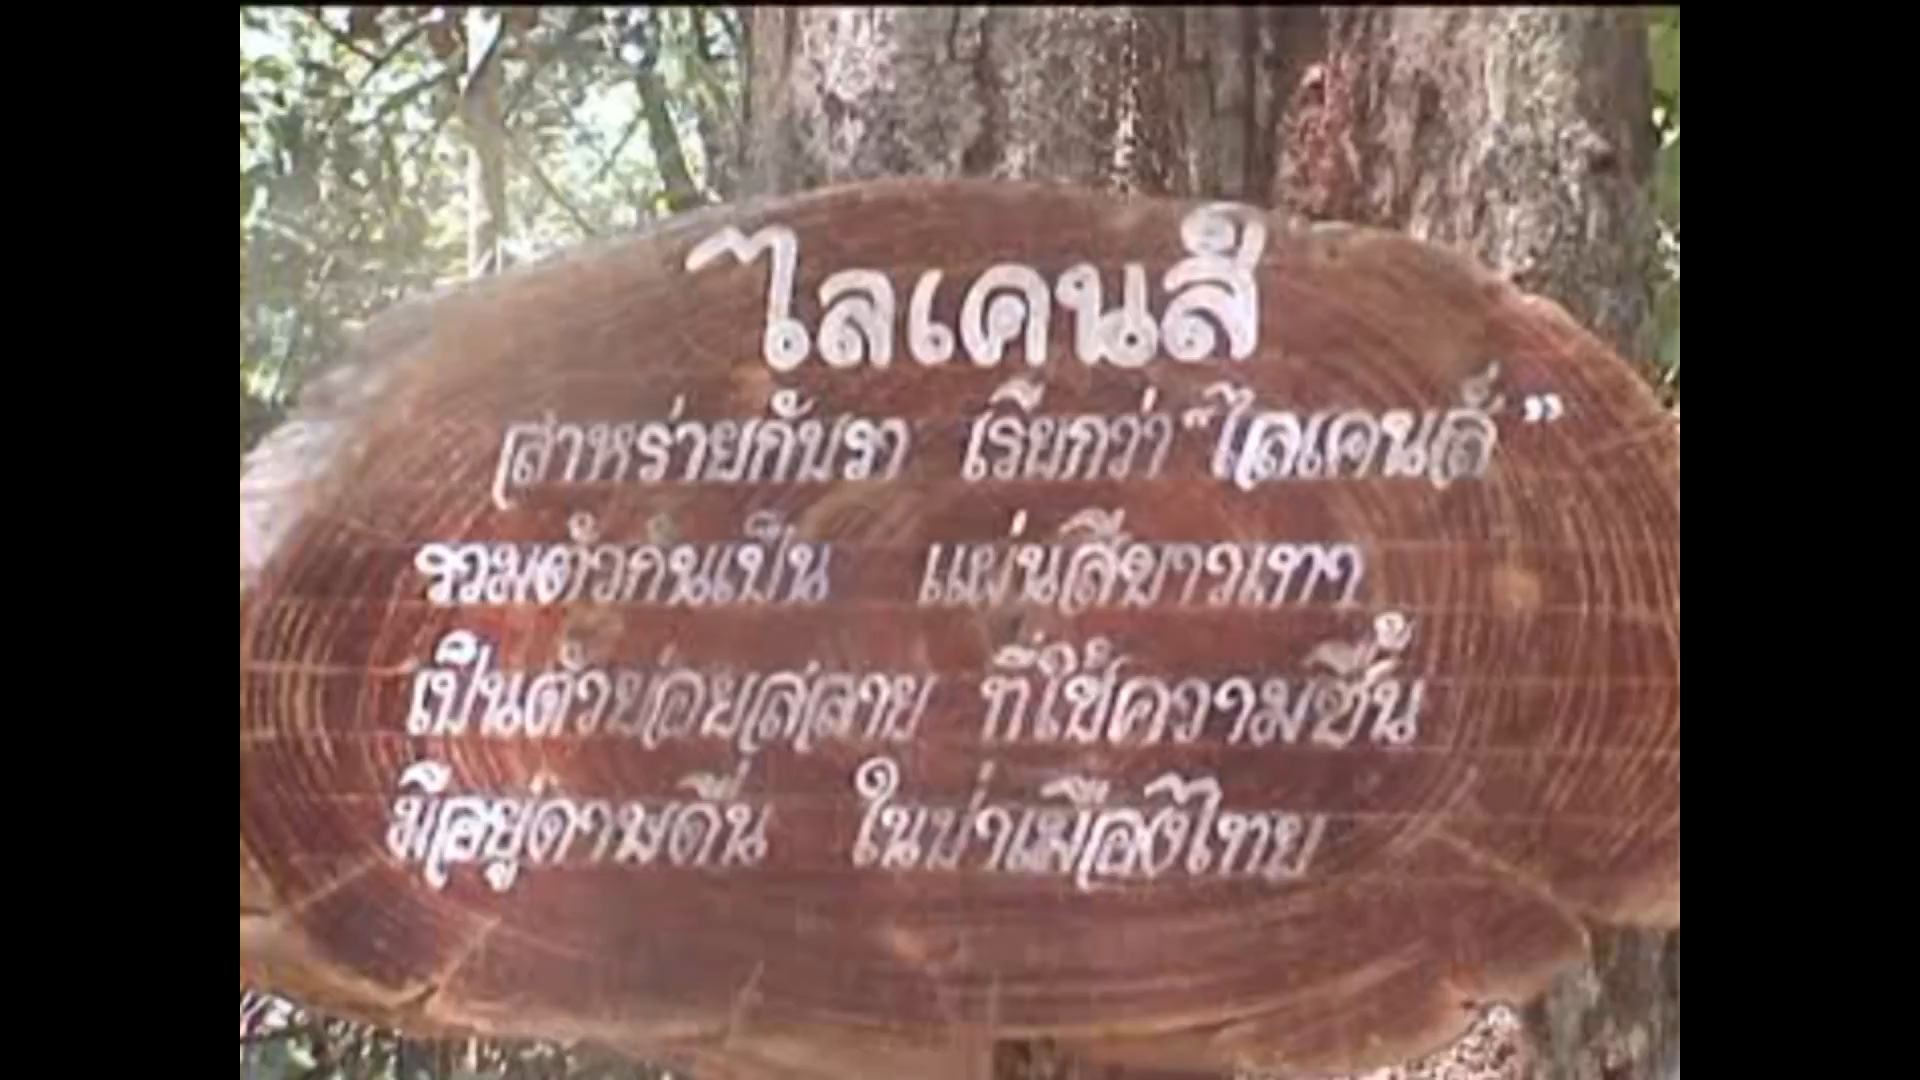 ไลเคนสื
สาหร่ายกับรา เรียกว่า “ไลเคนส์”
รวมตัวกันเป็น แผ่นสีขาวเทา
เป็นตัวย่อยสลาย ที่ใช้ความชื้น
มีอยู่ดาษดื่น ในป่าเมืองไทย